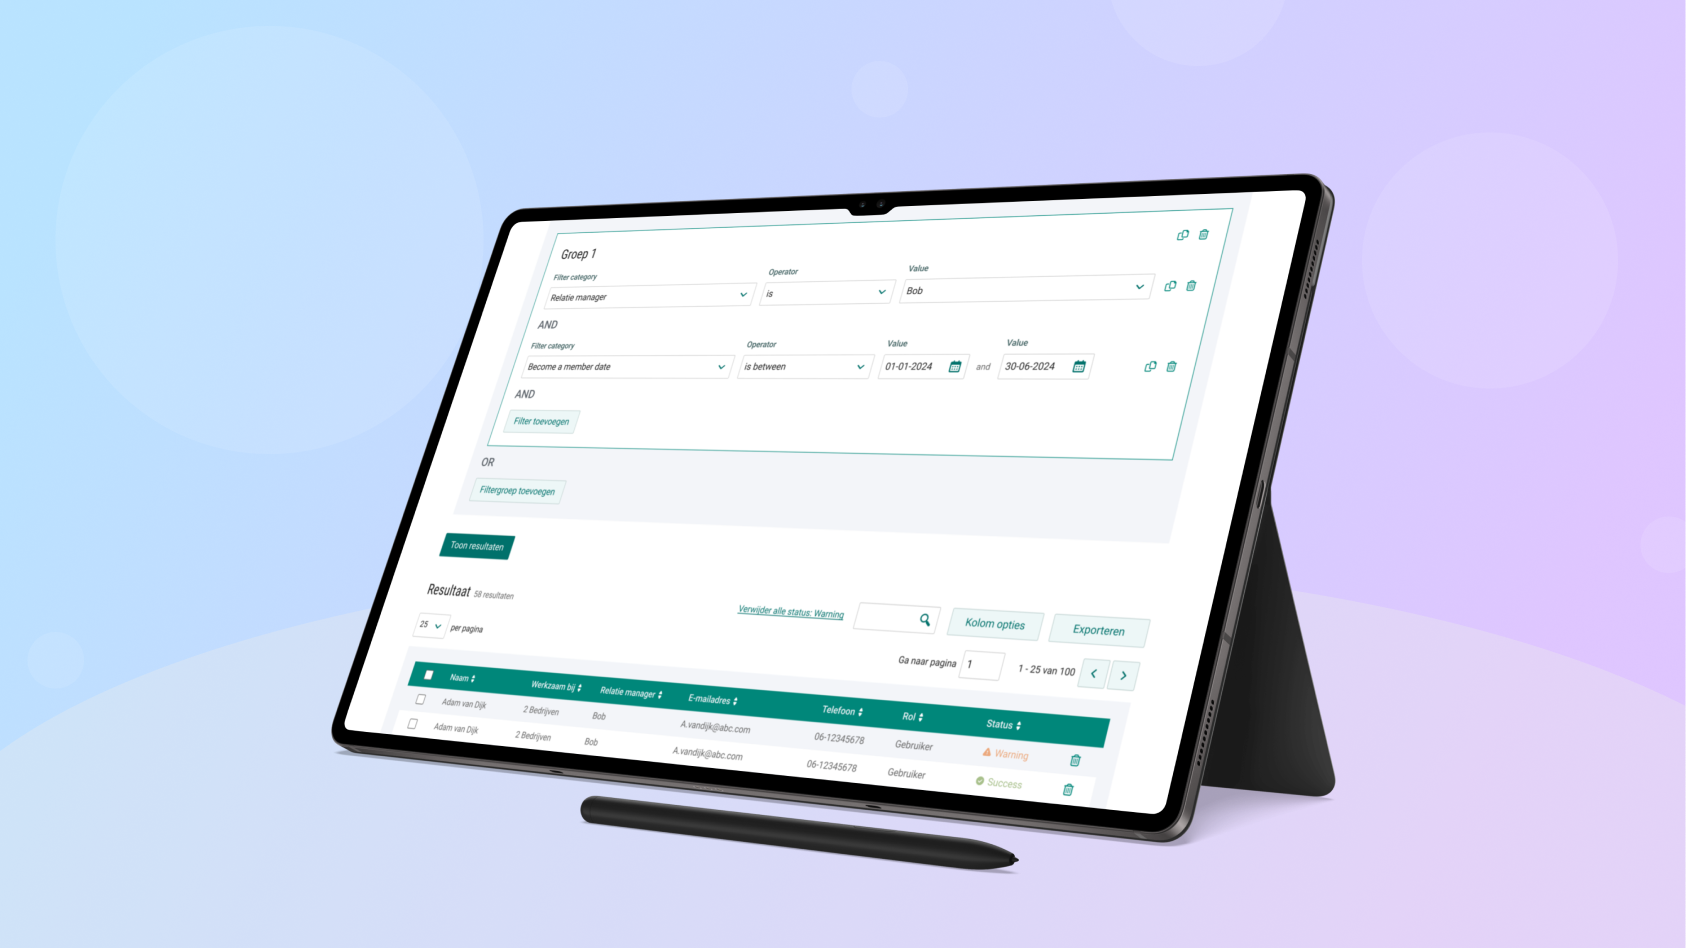 Groep 1
Filter category Operator Value
Relatie manager is Bob
AND
Filter category Operator Value Value
Become a member date is between 01-01-2024 and 30-06-2024
AND
Filter toevoegen
OR
Filtergroep toevoegen
Toon resultaten
Resultaat 58 resultaten
Verwijder alle status: Warning Kolom opties Exporteren
25 per pagina
Ga naar pagina 1 1 - 25 van 100
Naam Werkzaam bij Relatie manager E-mailadres Telefoon Rol Status
Adam van Dijk 2 Bedrijven Bob A.vandijk@abc.com 06-12345678 Gebruiker Warning
Adam van Dijk 2 Bedrijven Bob A.vandijk@abc.com 06-12345678 Gebruiker Success